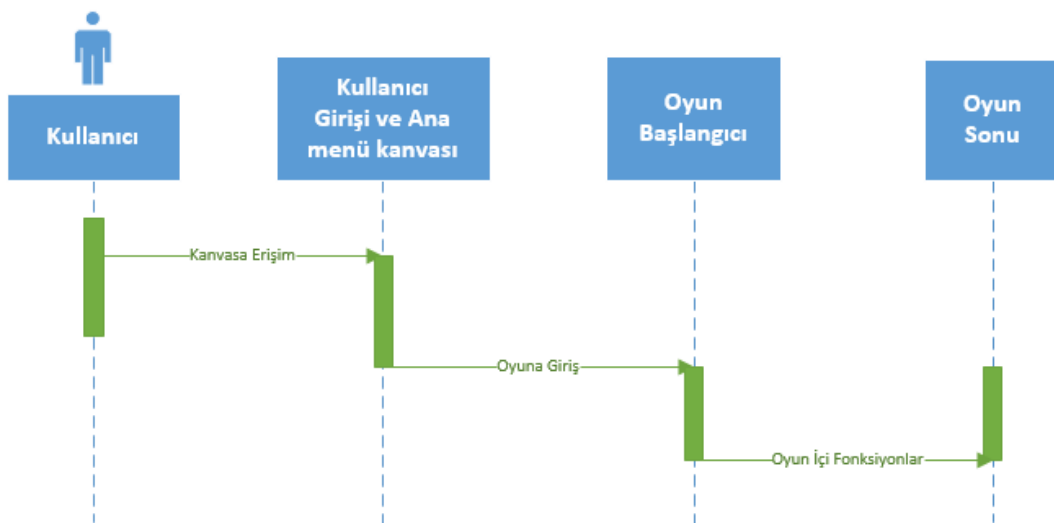 Kullanıcı
Kullanıcı
Girişi ve Ana
menü kanvası
Oyun
Başlangıcı
Oyun
Sonu
Kanvasa Erişim
Oyuna Giriş
Oyun İçi Fonksiyonlar